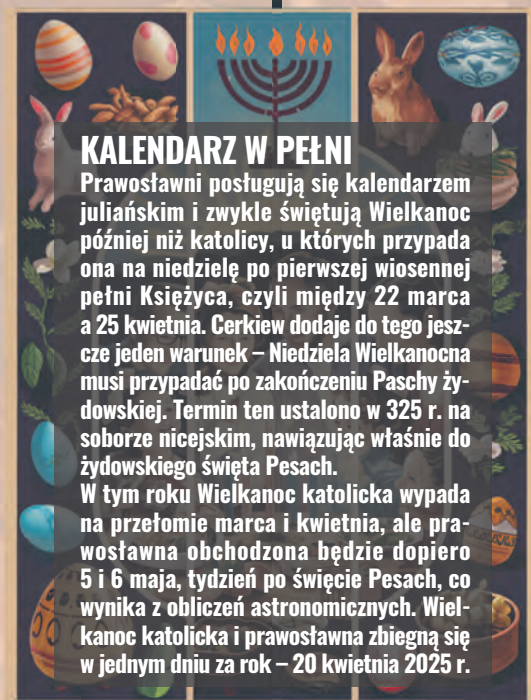 KALENDARZ W PEŁNI
Prawosławni posługują się kalendarzem
juliańskim i zwykle świętują Wielkanoc
później niż katolicy, u których przypada
ona na niedzielę po pierwszej wiosennej
pełni Księżyca, czyli między 22 marca
a 25 kwietnia. Cerkiew dodaje do tego jesz-
cze jeden warunek – Niedziela Wielkanocna
musi przypadać po zakończeniu Paschy ży-
dowskiej. Termin ten ustalono w 325 r. na
soborze nicejskim, nawiązując właśnie do
żydowskiego święta Pesach.
W tym roku Wielkanoc katolicka wypada
na przełomie marca i kwietnia, ale pra-
wosławna obchodzona będzie dopiero
5 i 6 maja, tydzień po święcie Pesach, co
wynika z obliczeń astronomicznych. Wiel-
kanoc katolicka i prawosławna zbiegną się
w jednym dniu za rok – 20 kwietnia 2025 r.